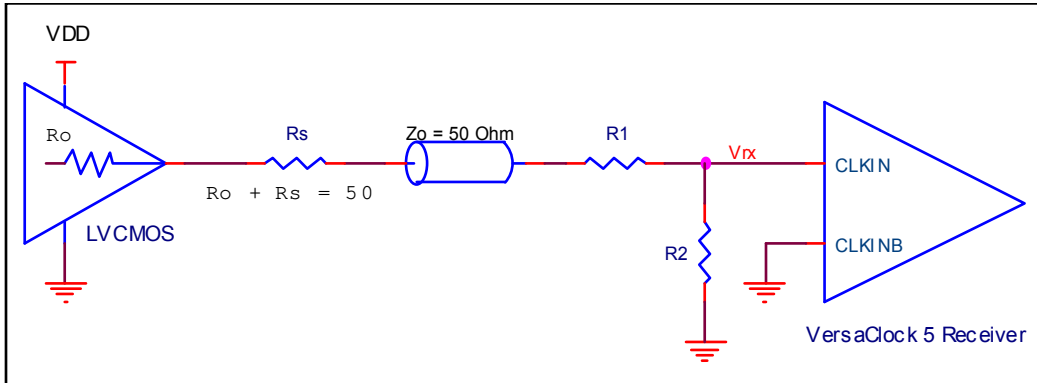 VDD
Ro
Rs
Zo = 50 Ohm
R1
Vrx
CLKIN
Ro + Rs = 50
LVCMOS
R2
CLKINB
VersaClock 5 Receiver